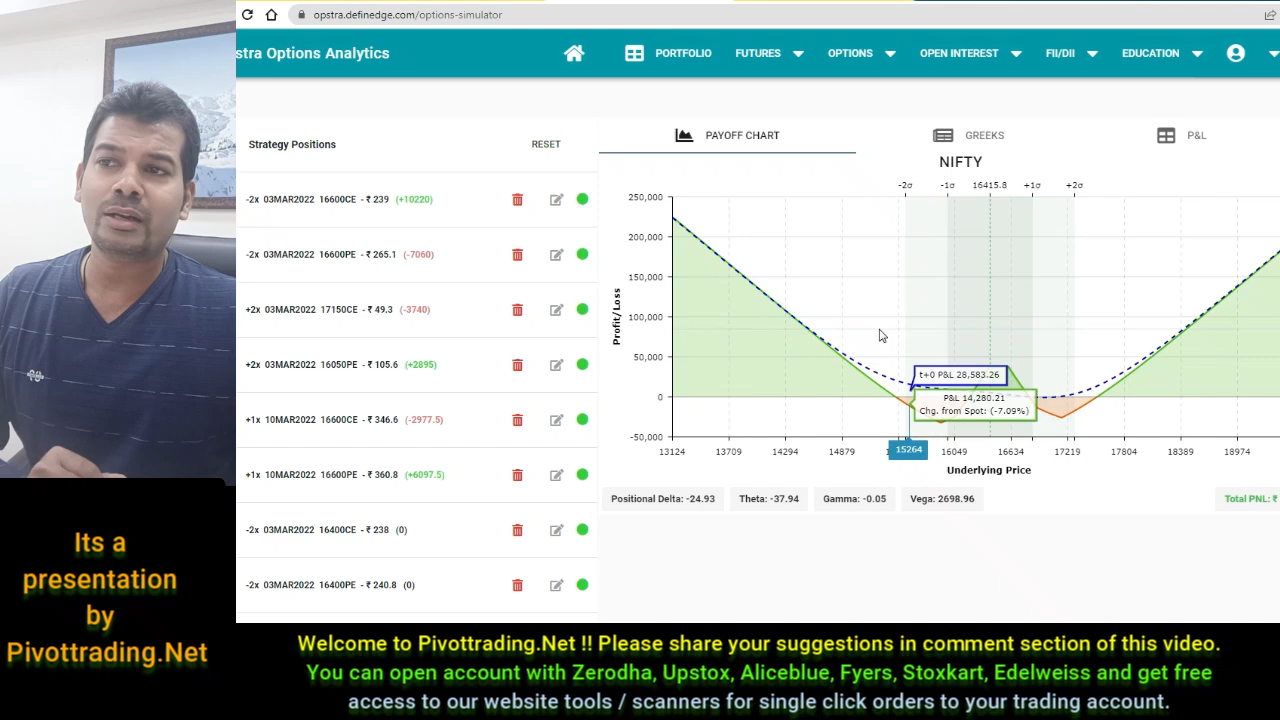 opstra.definedge.com/options-simulator
stra Options Analytics
PORTFOLIO
FUTURES
OPTIONS
OPEN INTEREST
FII/DII
EDUCATION
Strategy Positions
RESET
-2x 03MAR2022 16600CE - ₹ 239 (+10220)
-2x 03MAR2022 16600PE - ₹ 265.1 (-7060)
+2x 03MAR2022 17150CE - ₹ 49.3 (-3740)
+2x 03MAR2022 16050PE - ₹ 105.6 (+2895)
+1x 10MAR2022 16600CE - ₹ 346.6 (-2977.5)
+1x 10MAR2022 16600PE - ₹ 360.8 (+6097.5)
-2x 03MAR2022 16400CE - ₹ 238 (0)
-2x 03MAR2022 16400PE - ₹ 240.8 (0)
PAYOFF CHART
GREEKS
P&L
NIFTY
-2σ -1σ 16415.8 +1σ +2σ
250,000
200,000
150,000
100,000
50,000
0
-50,000
Profit/Loss
t+0 P&L 28,583.26
P&L 14,280.21
Chg. from Spot: (-7.09%)
15264
13124 13709 14294 14879 16049 16634 17219 17804 18389 18974
Underlying Price
Positional Delta: -24.93
Theta: -37.94
Gamma: -0.05
Vega: 2698.96
Total PNL: ₹
Its a
presentation
by
Pivottrading.Net
Welcome to Pivottrading.Net !! Please share your suggestions in comment section of this video.
You can open account with Zerodha, Upstox, Aliceblue, Fyers, Stoxkart, Edelweiss and get free
access to our website tools / scanners for single click orders to your trading account.